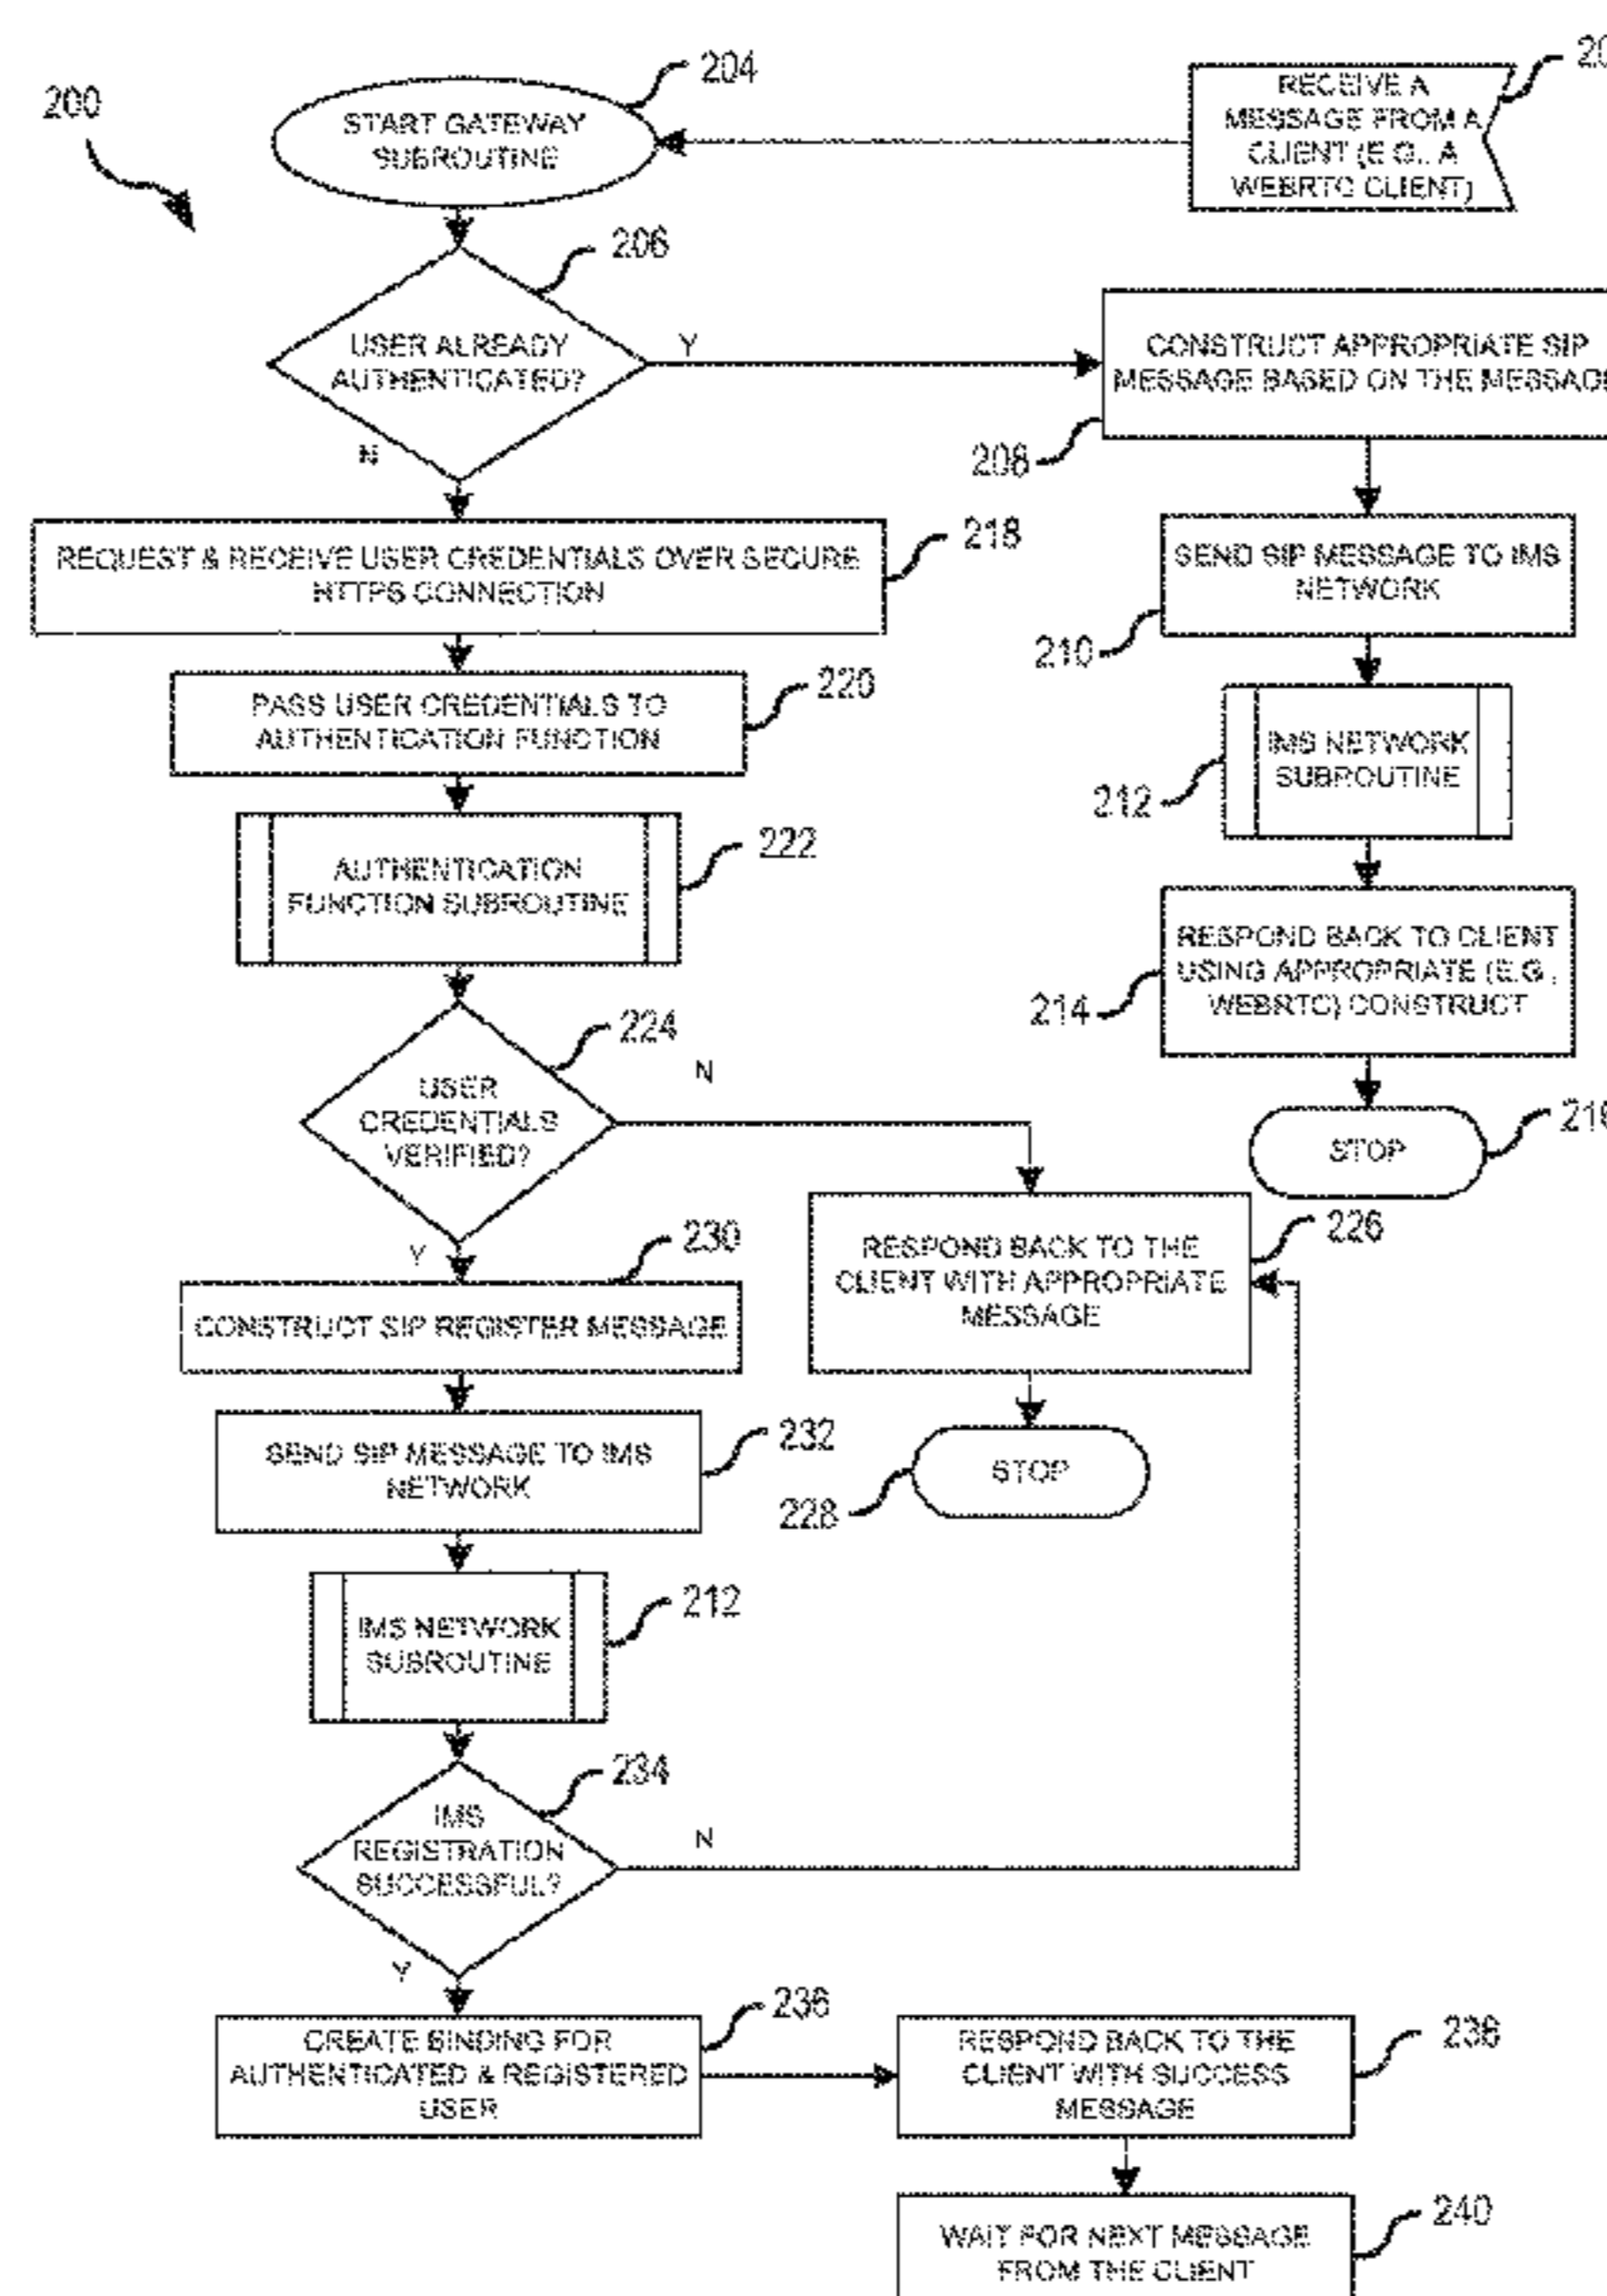 200
204
START GATEWAY
SUBROUTINE
RECEIVE A
MESSAGE FROM A
CLIENT (E.G., A
WEBRTC CLIENT)
206
USER ALREADY
AUTHENTICATED?
Y
N
CONSTRUCT APPROPRIATE SIP
MESSAGE BASED ON THE MESSAGE
208
REQUEST & RECEIVE USER CREDENTIALS OVER SECURE
HTTPS CONNECTION
218
SEND SIP MESSAGE TO IMS
NETWORK
210
PASS USER CREDENTIALS TO
AUTHENTICATION FUNCTION
220
IMS NETWORK
SUBROUTINE
212
AUTHENTICATION
FUNCTION SUBROUTINE
222
RESPOND BACK TO CLIENT
USING APPROPRIATE (E.G.,
WEBRTC) CONSTRUCT
214
224
USER
CREDENTIALS
VERIFIED?
N
Y
STOP
RESPOND BACK TO THE
CLIENT WITH APPROPRIATE
MESSAGE
226
230
CONSTRUCT SIP REGISTER MESSAGE
SEND SIP MESSAGE TO IMS
NETWORK
232
STOP
228
IMS NETWORK
SUBROUTINE
212
234
IMS
REGISTRATION
SUCCESSFUL?
N
Y
CREATE BINDING FOR
AUTHENTICATED & REGISTERED
USER
236
RESPOND BACK TO THE
CLIENT WITH SUCCESS
MESSAGE
WAIT FOR NEXT MESSAGE
FROM THE CLIENT
240